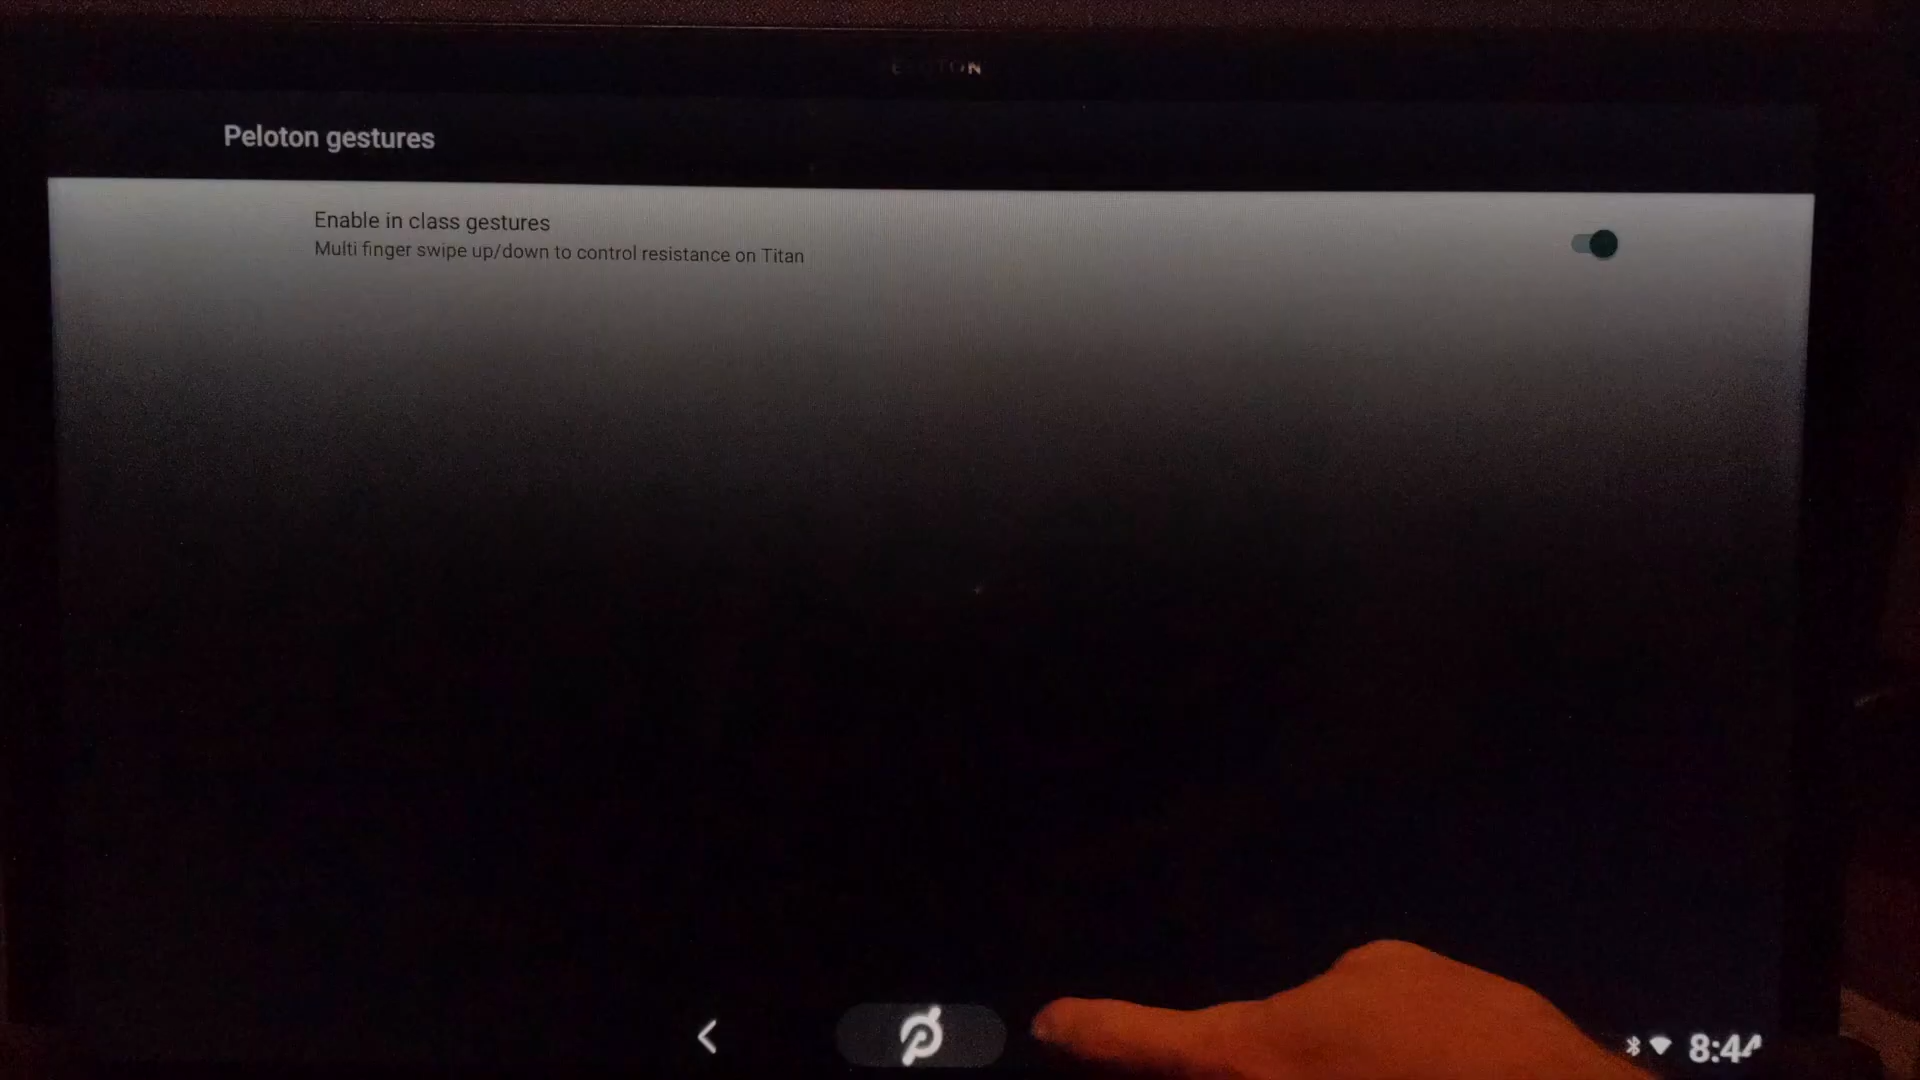 Peloton gestures
Enable in class gestures
Multi finger swipe up/down to control resistance on Titan